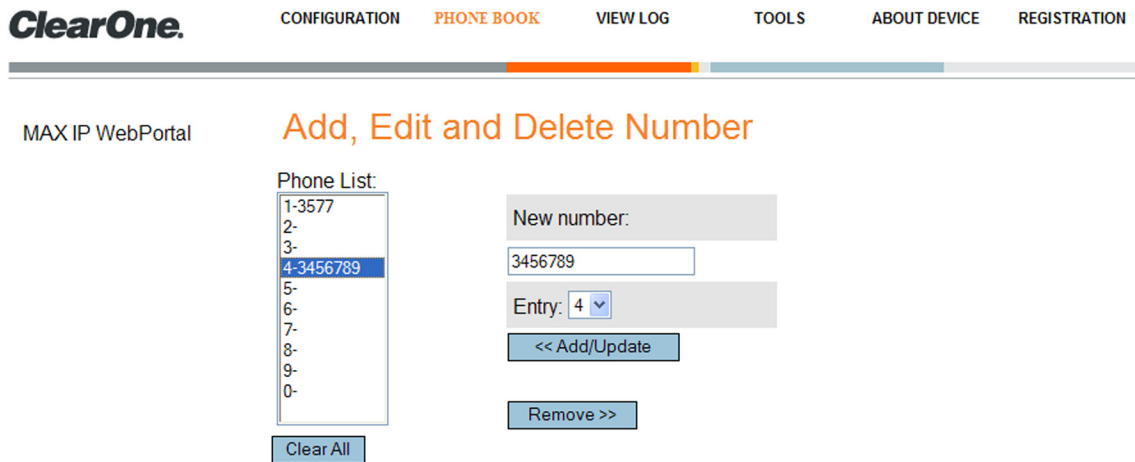 ClearOne.
CONFIGURATION PHONE BOOK VIEW LOG TOOLS ABOUT DEVICE REGISTRATION
MAX IP WebPortal
Add, Edit and Delete Number
Phone List:
1-3577
2-
3-
4-3456789
5-
6-
7-
8-
9-
0-
Clear All
New number:
3456789
Entry: 4
<< Add/Update
Remove >>